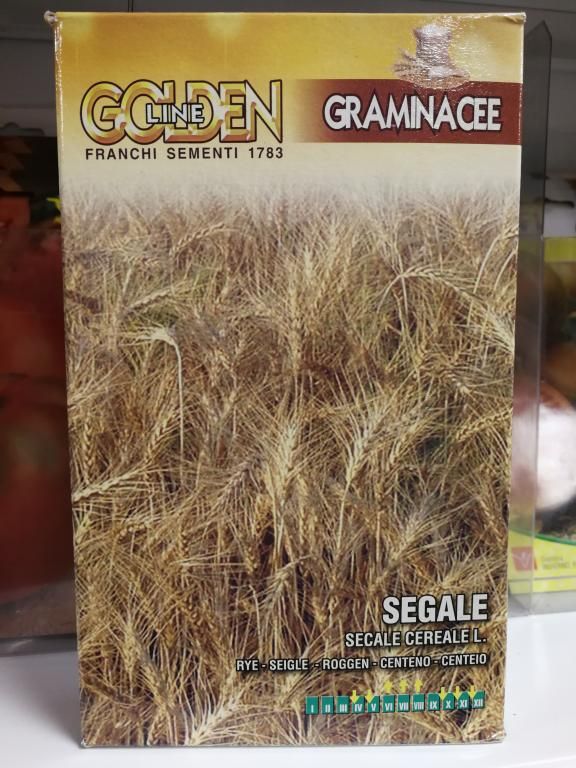 GOLDEN
LINE
FRANCHI SEMENTI 1783
GRAMINACEE
SEGALE
SECALE CEREALE L.
RYE - SEIGLE - ROGGEN - CENTENO - CENTEIO
I II III IV V VI VII VIII IX X XI XII